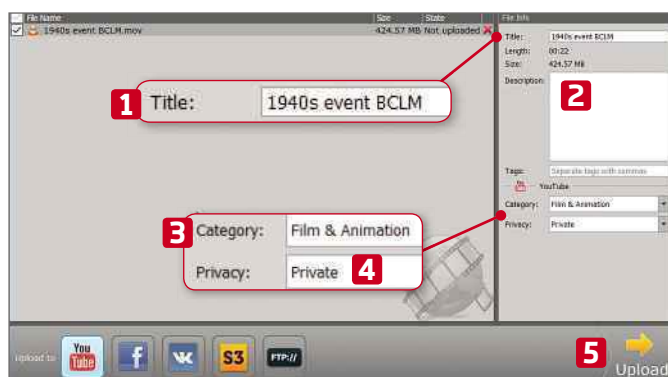 File Name Size State
1940s event BCLM.mov 424.57 MB Not uploaded
File Info
Title: 1940s event BCLM
Length: 00:22
Size: 424.57 MB
Description:
2
Tags: Separate tags with commas
YouTube
Category: Film & Animation
Privacy: Private
1 Title: 1940s event BCLM
3 Category: Film & Animation
Privacy: Private 4
Upload to You Tube f S3 FTP://
5 Upload